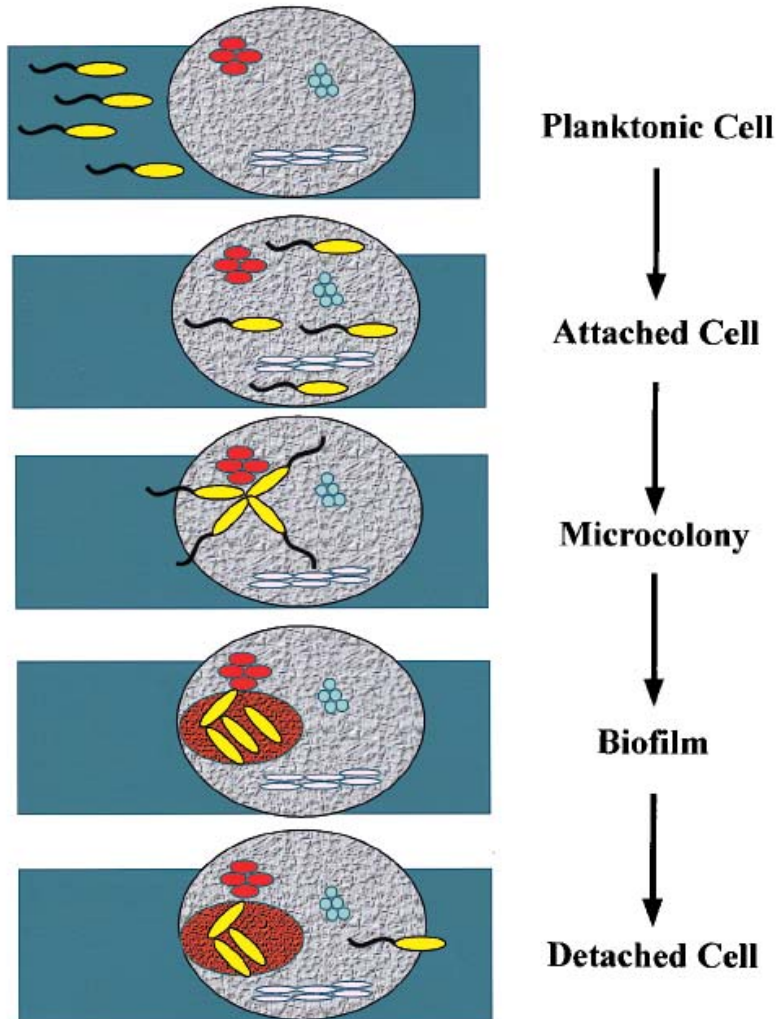 Planktonic Cell
Attached Cell
Microcolony
Biofilm
Detached Cell